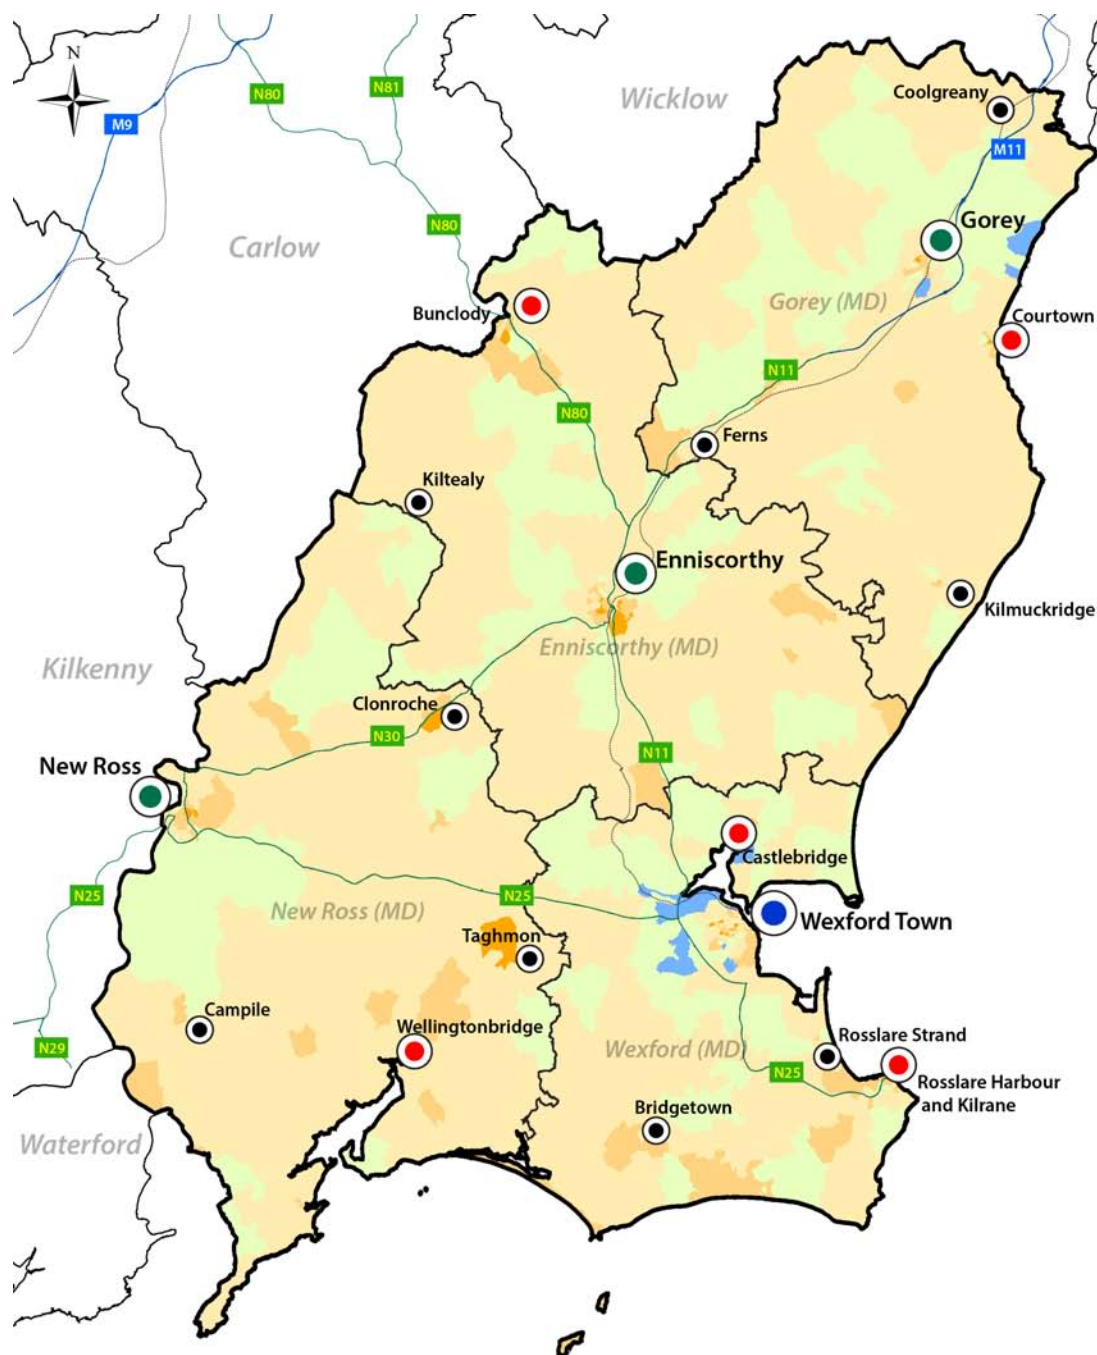 N
N80
N81
Wicklow
Coolgreany
M9
M11
N80
Gorey
Carlow
Gorey (MD)
Bunclody
Courtown
N11
N80
Ferns
Kiltealy
Enniscorthy
Kilmuckridge
Enniscorthy (MD)
Kilkenny
Clonroche
N30
N11
New Ross
Castlebridge
N25
N25
New Ross (MD)
Wexford Town
Taghmon
Campile
Wellingtonbridge
Rosslare Strand
N29
Wexford (MD)
N25
Rosslare Harbour
and Kilrane
Bridgetown
Waterford